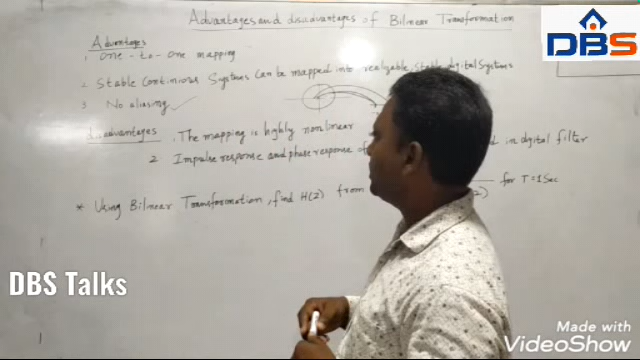 Advantages and disadvantages of Bilinear Transformation
DBS
Advantages
1. one-to-one mapping
2. Stable Continious Systems can be mapped into realizable, Stable digital Systems
3 No aliasing
disadvantages . The mapping is highly nonlinear
2 Impulse response and phase response of in digital filter
* Using Bilinear Transformation, find H(Z) from for T=1Sec
DBS Talks
Made with
VideoShow